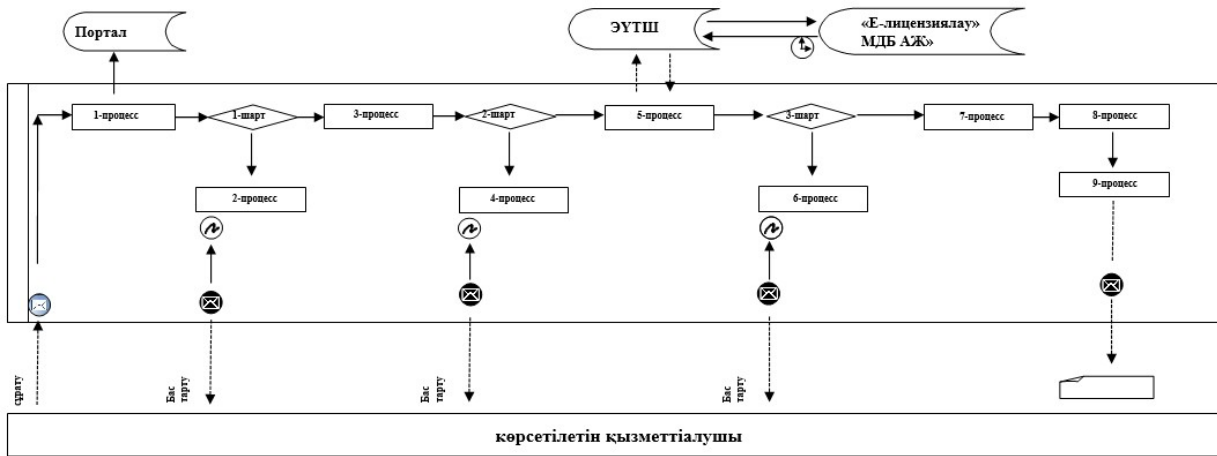 Портал
ЭҮТШ
«Е-лицензиялау»
МДБ АЖ»
1-процесс
1-шарт
3-процесс
2-шарт
5-процесс
3-шарт
7-процесс
8-процесс
2-процесс
4-процесс
6-процесс
9-процесс
сұрату
Бас
тарту
Бас
тарту
Бас
тарту
көрсетілетін қызметтіалушы